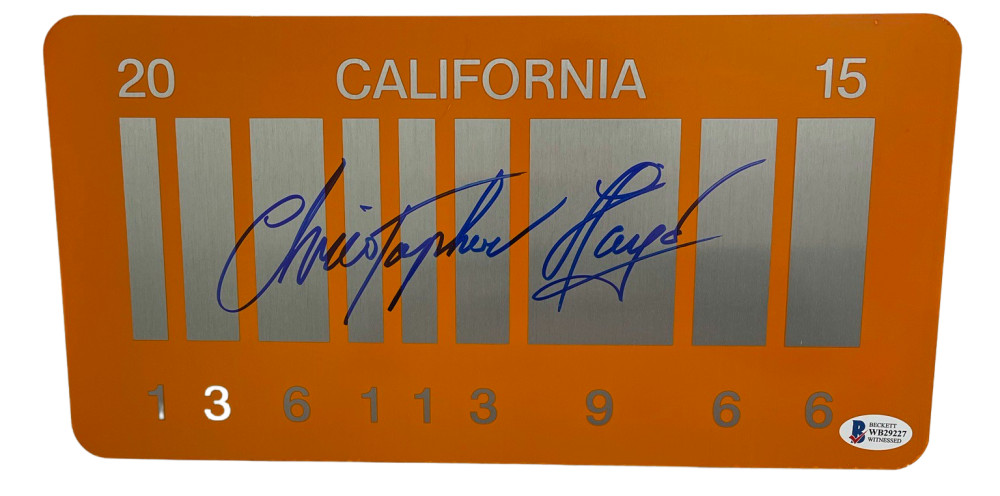 20 CALIFORNIA 15
Christopher Lloyd
1 3 6 1 1 3 9 6 6
BECKETT
WB29227
WITNESSED